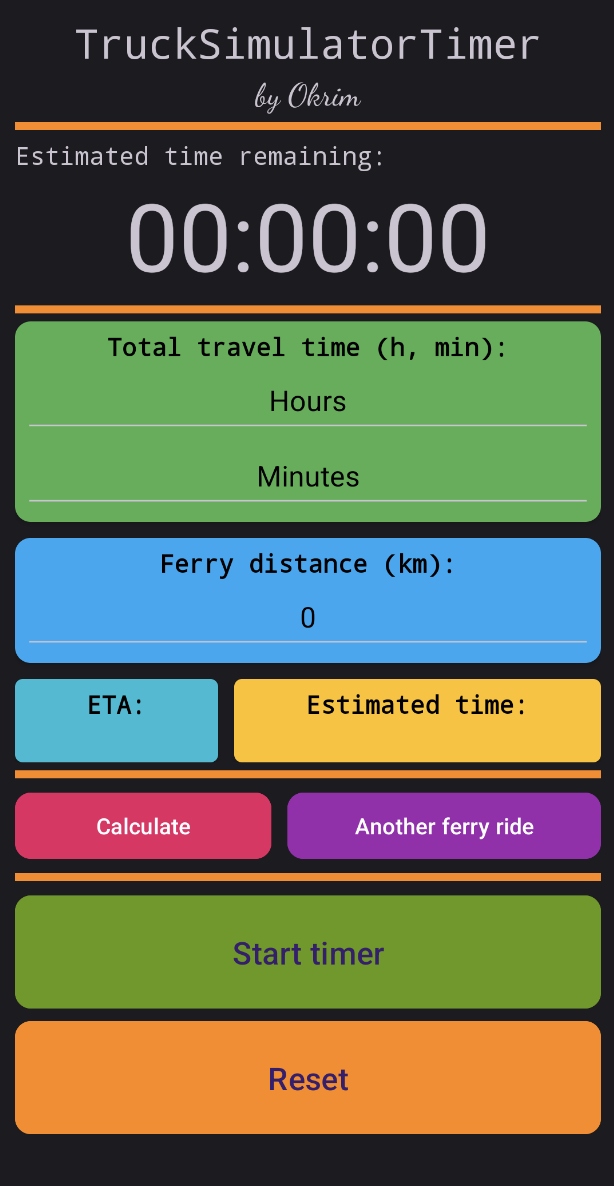 TruckSimulatorTimer
by Okrim
Estimated time remaining:
00:00:00
Total travel time (h, min):
Hours
Minutes
Ferry distance (km):
0
ETA:
Estimated time:
Calculate
Another ferry ride
Start timer
Reset